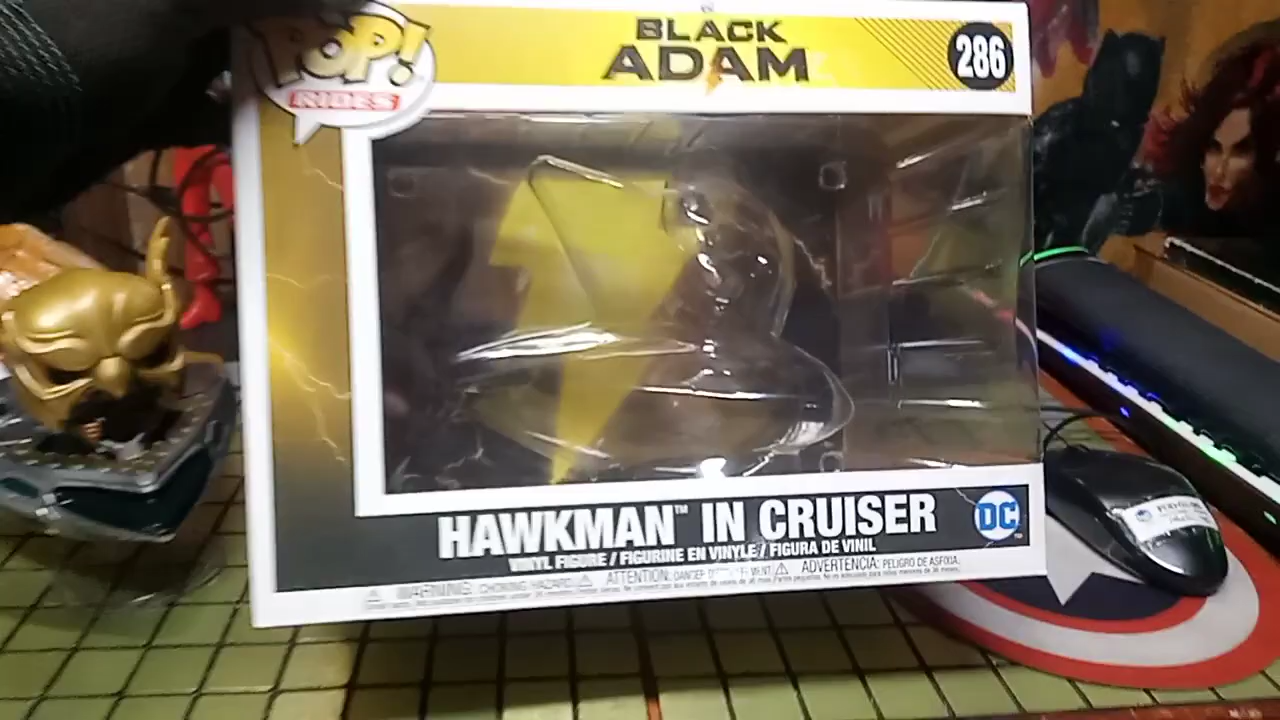 POP!
RIDES
BLACK
ADAM
286
HAWKMAN™ IN CRUISER
DC
VINYL FIGURE / FIGURINE EN VINYLE / FIGURA DE VINIL
WARNING: CHOKING HAZARD ATTENTION: DANGER ADVERTENCIA: PELIGRO DE ASFIXIA.